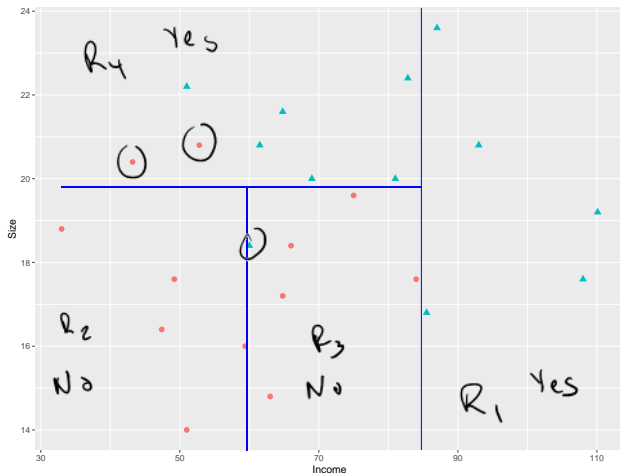 24
22
20
18
16
14
Size
30
50
70
90
110
Income
R4 Yes
R2
No
R3
No
R1 Yes